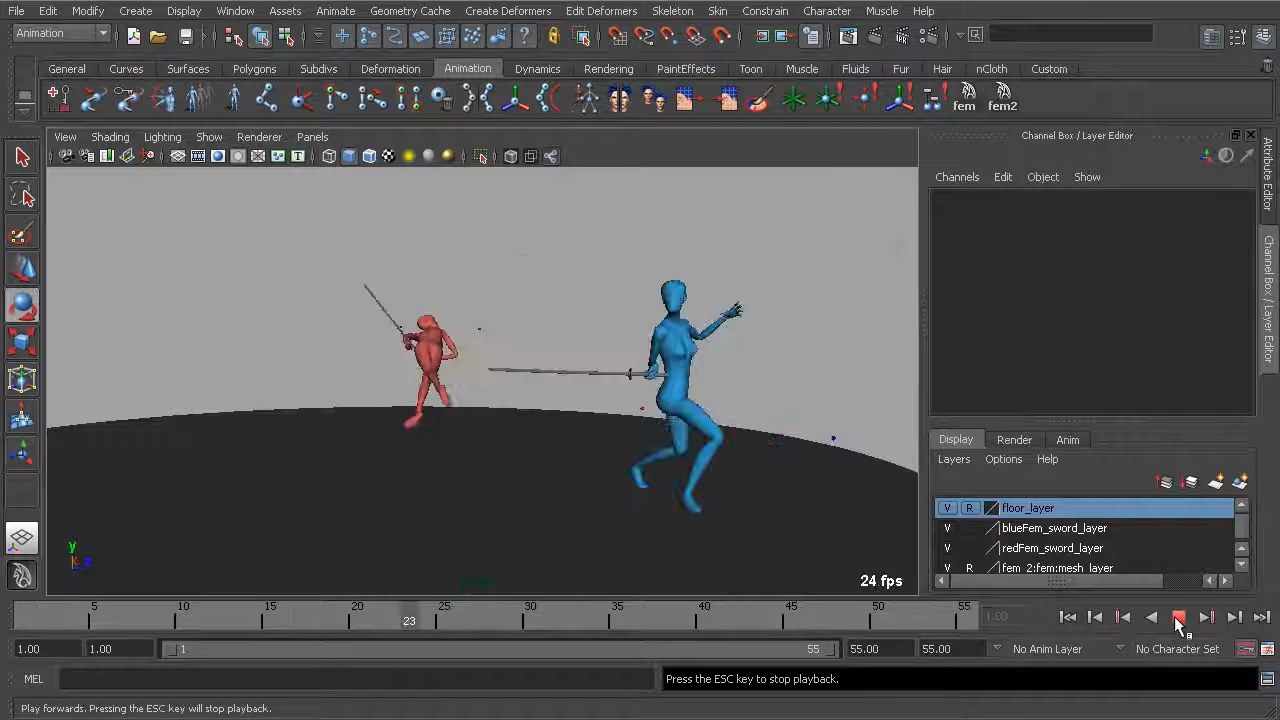 File Edit Modify Create Display Window Assets Animate Geometry Cache Create Deformers Edit Deformers Skeleton Skin Constrain Character Muscle Help
Animation
General Curves Surfaces Polygons Subdivs Deformation Animation Dynamics Rendering PaintEffects Toon Muscle Fluids Fur Hair nCloth Custom
fem fem2
View Shading Lighting Show Renderer Panels
Channel Box / Layer Editor
Channels Edit Object Show
Attribute Editor
Channel Box / Layer Editor
Display Render Anim
Layers Options Help
V R floor_layer
V blueFem_sword_layer
V redFem_sword_layer
V R fem_2:fem:mesh_layer
y
z
24 fps
5 10 15 20 23 25 30 35 40 45 50 55 1.00
1.00 1.00 1 55 55.00 55.00 No Anim Layer No Character Set
MEL Press the ESC key to stop playback.
Play forwards. Pressing the ESC key will stop playback.